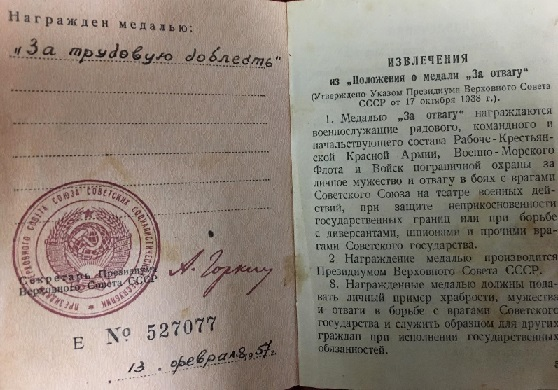 Награжден медалью:
„За трудовую доблесть"
Секретарь Президиума
Верховного Совета СССР
А. Горкин
Е № 527077
13 февраля 1957 г.
ИЗВЛЕЧЕНИЯ
из „Положения о медали „За отвагу"
(Утверждено Указом Президиума Верховного Совета
СССР от 17 октября 1938 г.).
1. Медалью „За отвагу" награждаются
военнослужащие рядового, командного и
начальствующего состава Рабоче-Крестьян-
ской Красной Армии, Военно-Морского
Флота и Войск пограничной охраны за
личное мужество и отвагу в боях с врагами
Советского Союза на театре военных дей-
ствий, при защите неприкосновенности
государственных границ или при борьбе
с диверсантами, шпионами и прочими вра-
гами Советского государства.
2 Награждение медалью производится
Президиумом Верховного Совета СССР.
8. Награжденные медалью должны пода-
вать личный пример храбрости, мужества
и отваги в борьбе с врагами Советского
государства и служить образцом для других
граждан при исполнении государственных
обязанностей.